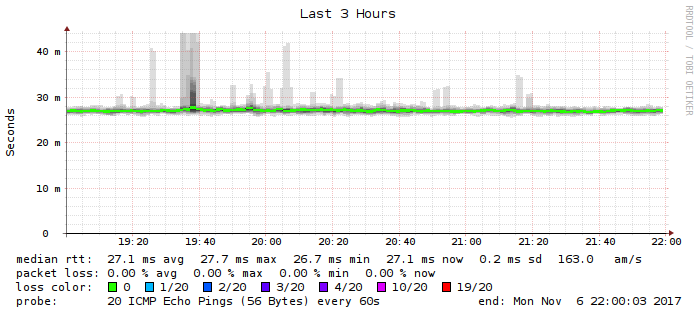 Last 3 Hours
RRDTOOL / TOBI OETIKER
Seconds
40 m
30 m
20 m
10 m
0
19:20 19:40 20:00 20:20 20:40 21:00 21:20 21:40 22:00
median rtt: 27.1 ms avg 27.7 ms max 26.7 ms min 27.1 ms now 0.2 ms sd 163.0 am/s
packet loss: 0.00 % avg 0.00 % max 0.00 % min 0.00 % now
loss color: 0 1/20 2/20 3/20 4/20 10/20 19/20
probe: 20 ICMP Echo Pings (56 Bytes) every 60s end: Mon Nov 6 22:00:03 2017